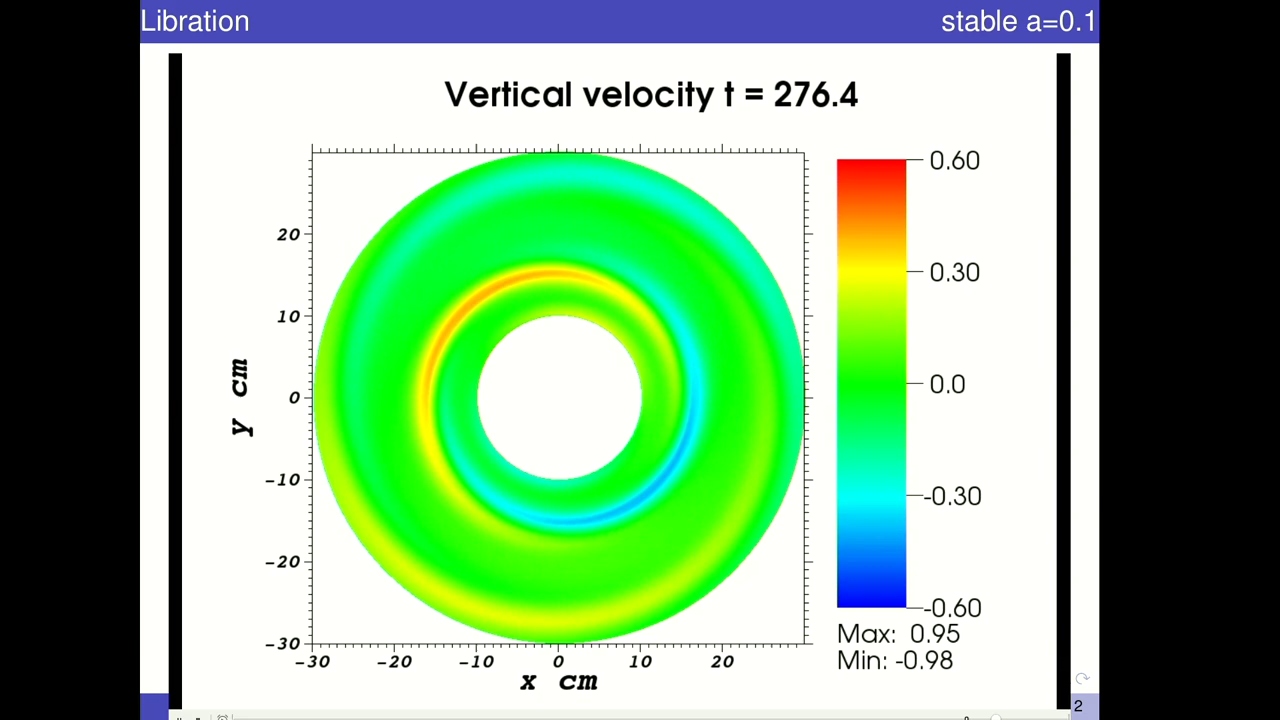 Libration
stable a=0.1
Vertical velocity t = 276.4
0.60
0.30
0.0
-0.30
-0.60
Max: 0.95
Min: -0.98
20
10
0
-10
-20
-30
y cm
-30 -20 -10 0 10 20
x cm
2